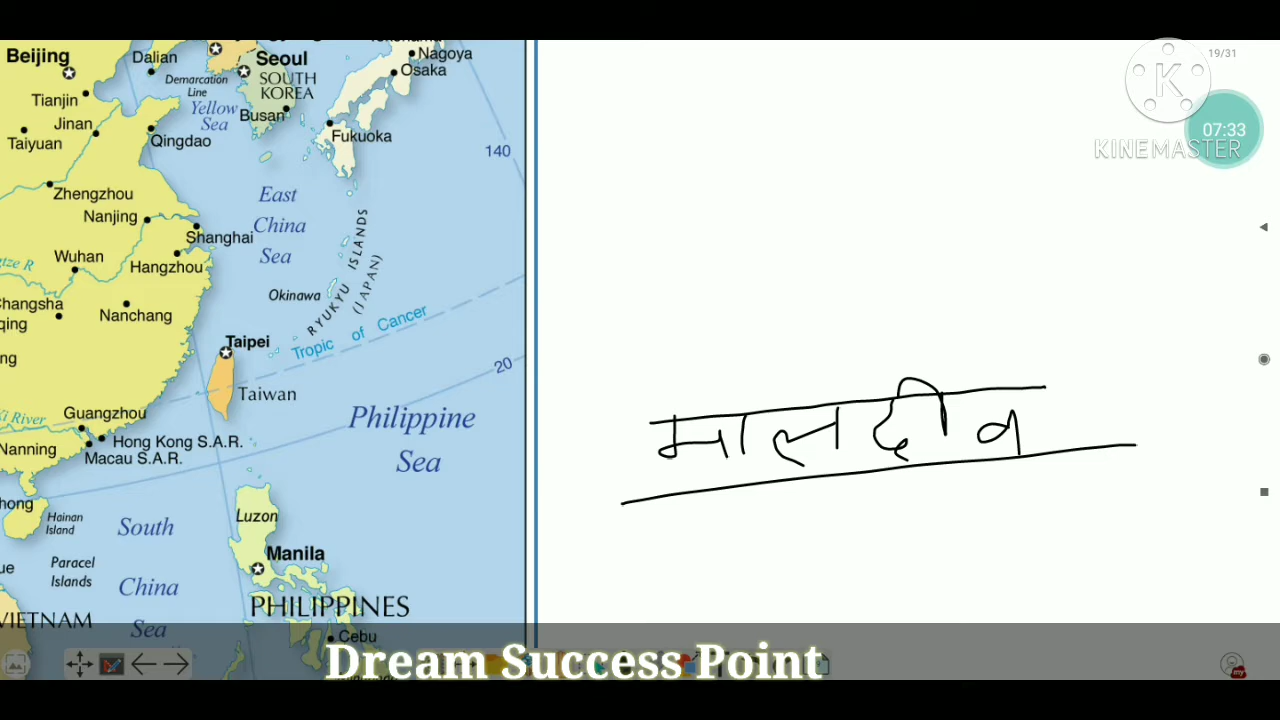 Beijing
Dalian
Seoul
Nagoya
Osaka
Demarcation
Line
SOUTH
KOREA
Tianjin
Yellow
Sea
Busan
Jinan
Taiyuan
Qingdao
Fukuoka
140
Zhengzhou
East
China
Sea
Nanjing
Shanghai
Wuhan
Hangzhou
RYUKYU ISLANDS
(JAPAN)
Okinawa
Changsha
Nanchang
Tropic of Cancer
Taipei
20
Taiwan
Guangzhou
Philippine
Sea
Nanning
Hong Kong S.A.R.
Macau S.A.R.
Hainan
Island
South
China
Sea
Luzon
Paracel
Islands
Manila
VIETNAM
PHILIPPINES
Cebu
19/31
K
07:33
KINEMASTER
मालदीव
Dream Success Point
my